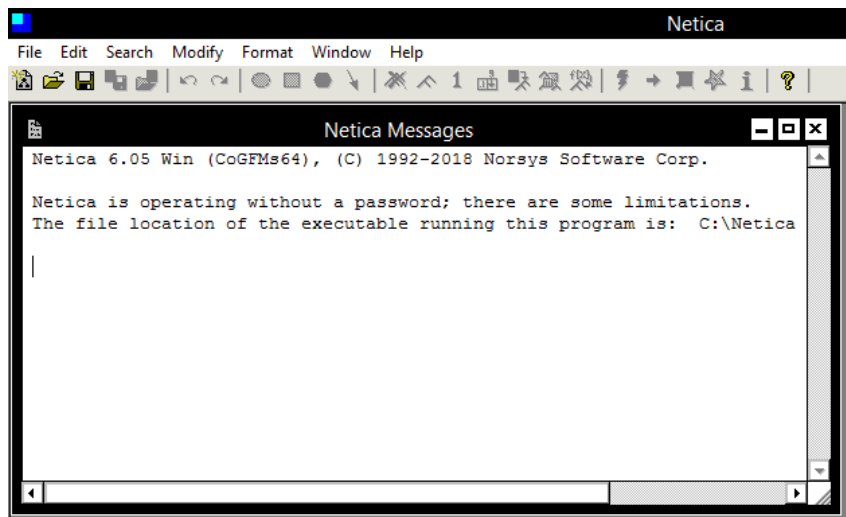 Netica
File Edit Search Modify Format Window Help
1
Netica Messages
Netica 6.05 Win (CoGFMs64), (C) 1992-2018 Norsys Software Corp.
Netica is operating without a password; there are some limitations.
The file location of the executable running this program is: C:\Netica